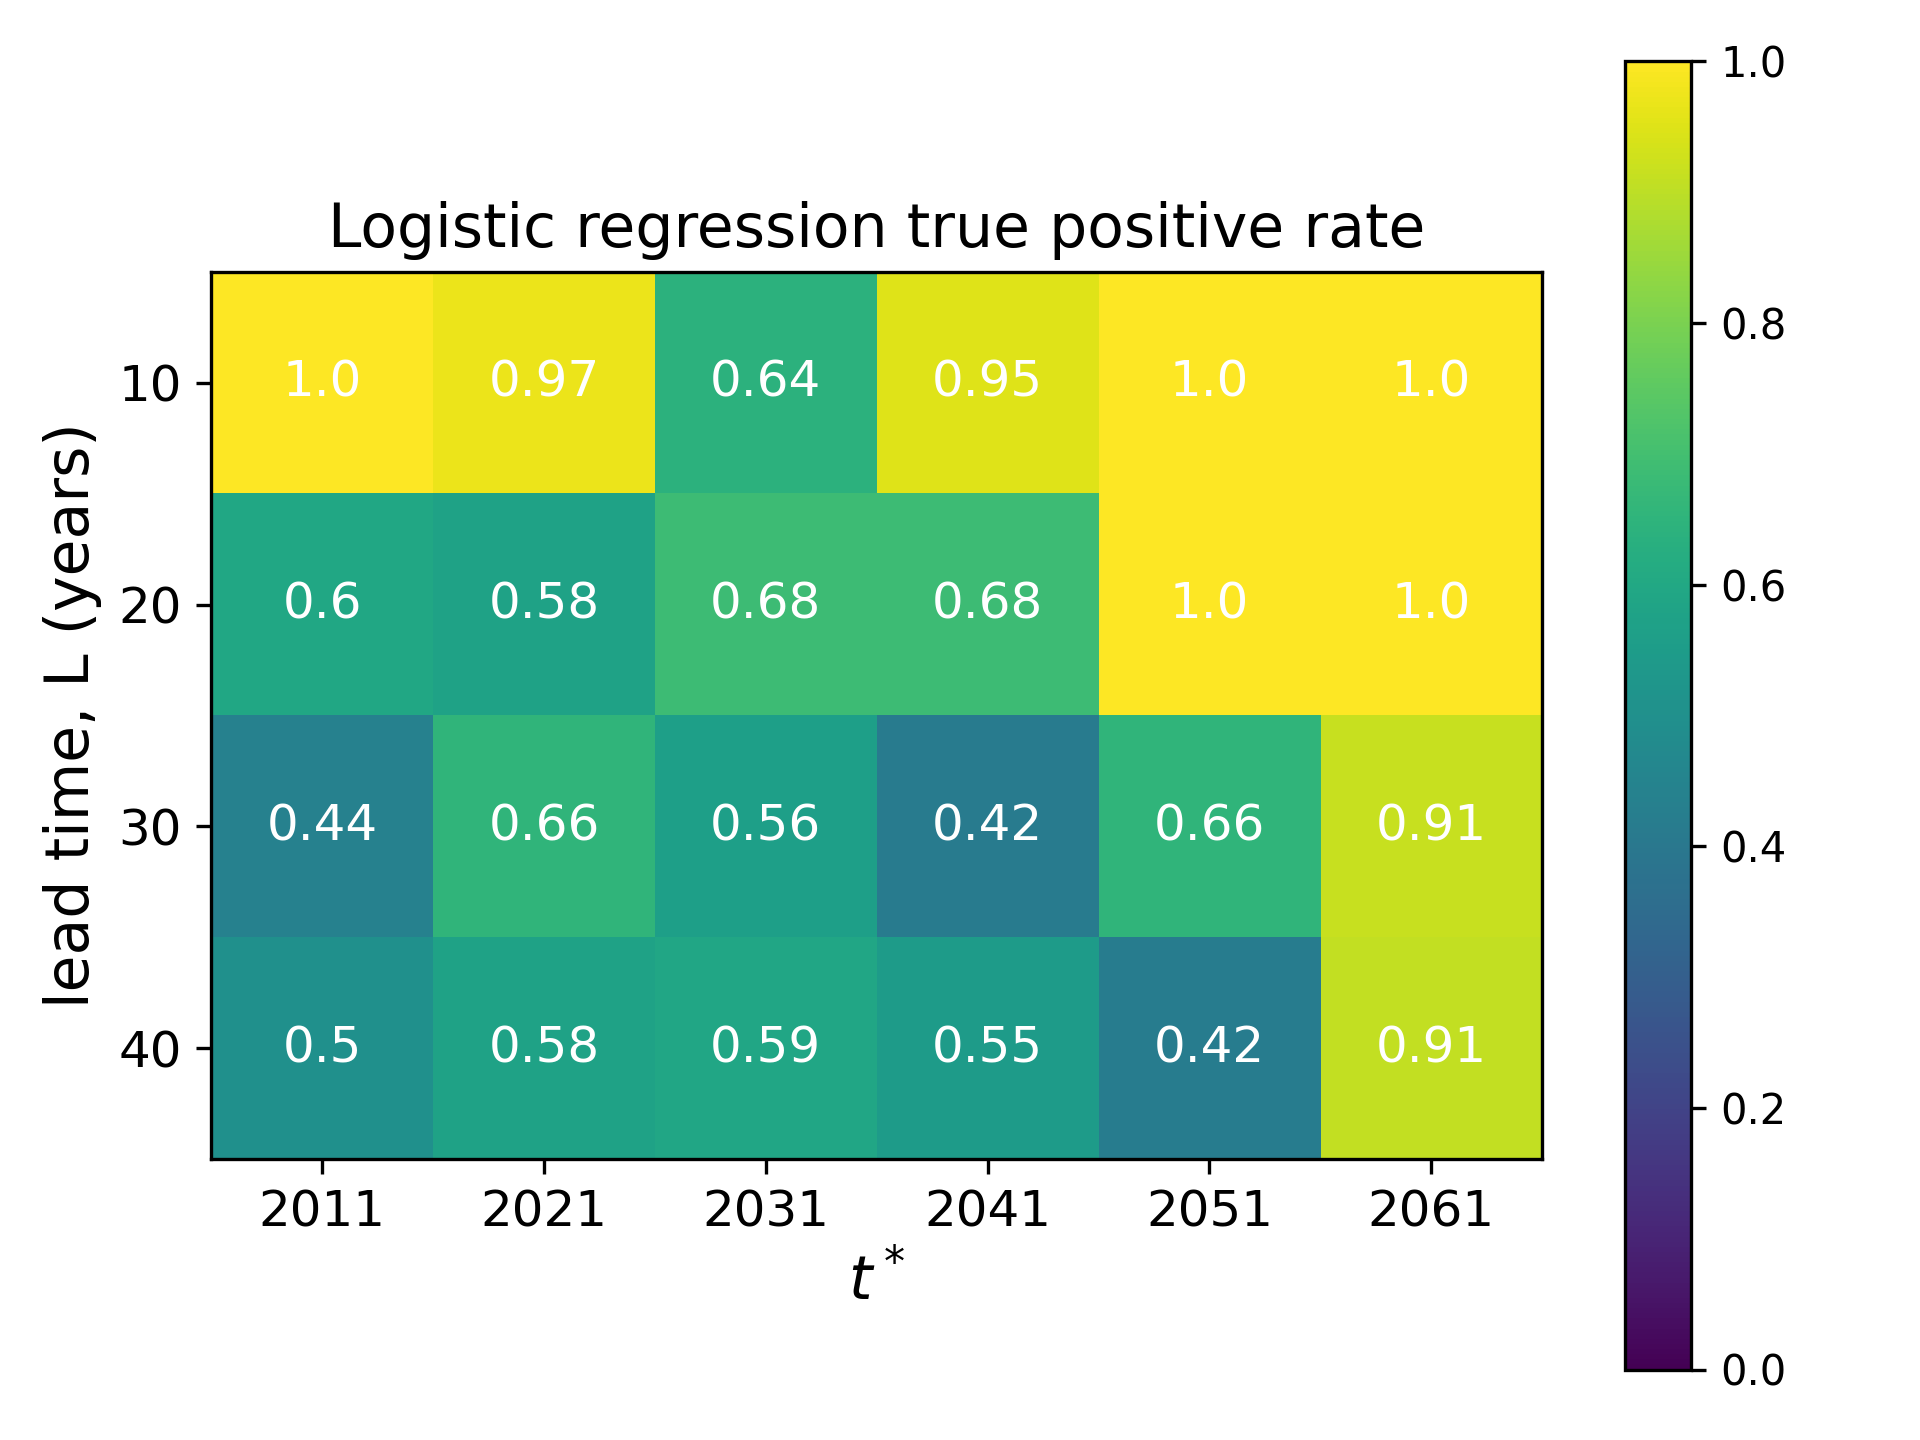 Logistic regression true positive rate
lead time, L (years)
10 1.0 0.97 0.64 0.95 1.0 1.0
20 0.6 0.58 0.68 0.68 1.0 1.0
30 0.44 0.66 0.56 0.42 0.66 0.91
40 0.5 0.58 0.59 0.55 0.42 0.91
2011 2021 2031 2041 2051 2061
t*
1.0
0.8
0.6
0.4
0.2
0.0